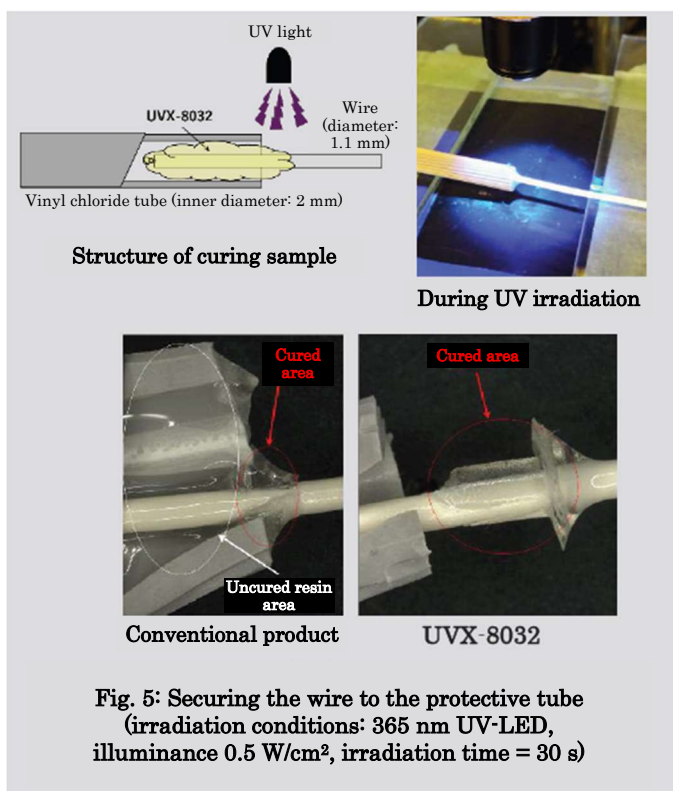 UV light
UVX-8032
Wire
(diameter:
1.1 mm)
Vinyl chloride tube (inner diameter: 2 mm)
Structure of curing sample
During UV irradiation
Cured
area
Uncured resin
area
Conventional product
Cured area
UVX-8032
Fig. 5: Securing the wire to the protective tube
(irradiation conditions: 365 nm UV-LED,
illuminance 0.5 W/cm², irradiation time = 30 s)